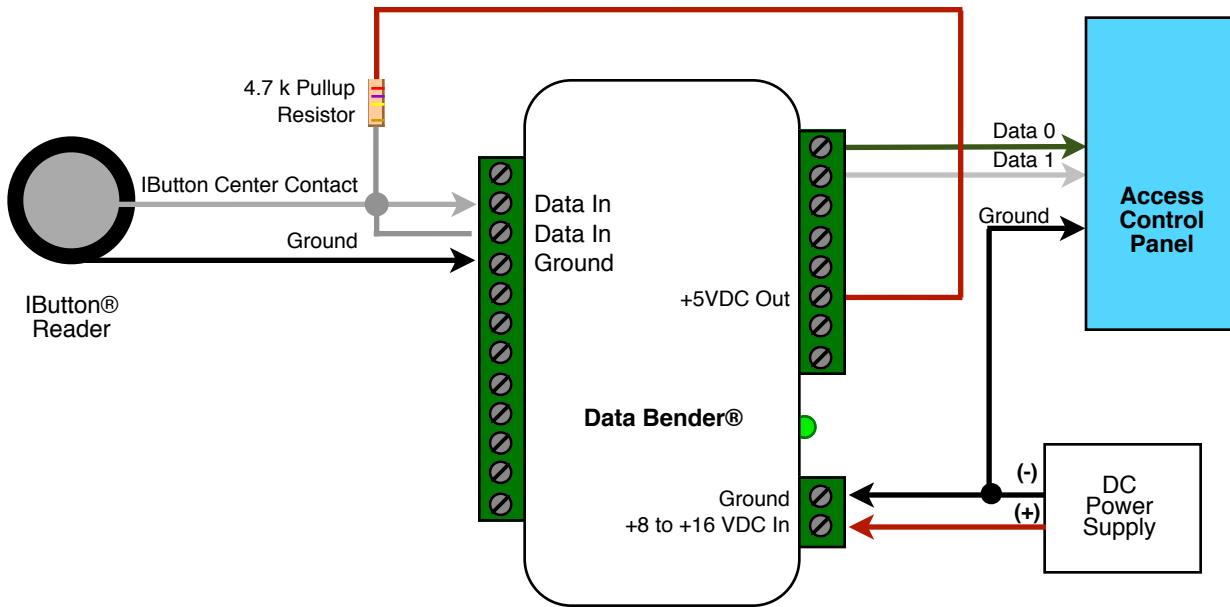 4.7 k Pullup
Resistor
IButton Center Contact
Ground
IButton®
Reader
Data In
Data In
Ground
+5VDC Out
Data Bender®
Ground
+8 to +16 VDC In
Data 0
Data 1
Ground
Access
Control
Panel
(-)
(+)
DC
Power
Supply